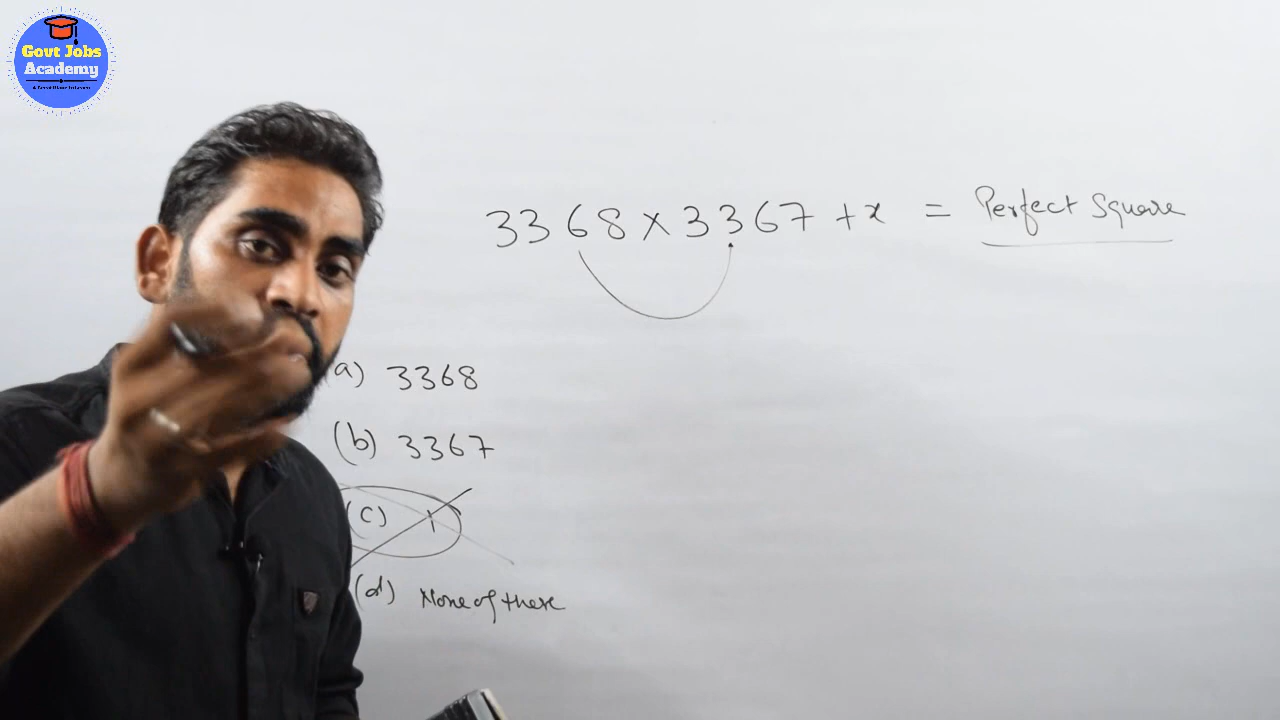 Govt Jobs
Academy
3368 × 3367 + x = Perfect Square
a) 3368
(b) 3367
(c) 1
(d) None of these